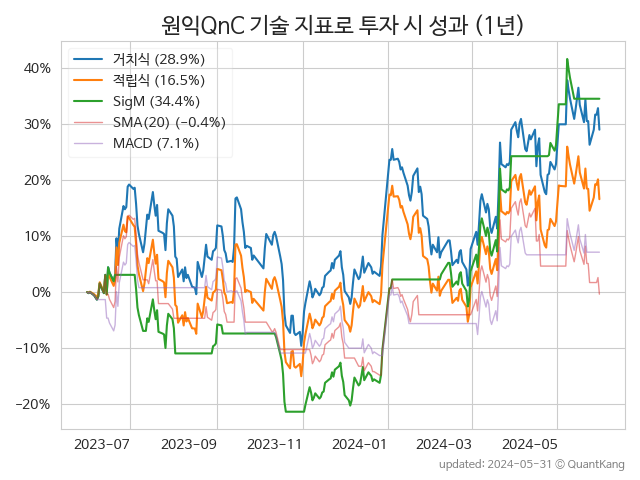 원익QnC 기술 지표로 투자 시 성과 (1년)
거치식 (28.9%)
적립식 (16.5%)
SigM (34.4%)
SMA(20) (−0.4%)
MACD (7.1%)
40%
30%
20%
10%
0%
−10%
−20%
2023-07 2023-09 2023-11 2024-01 2024-03 2024-05
updated: 2024-05-31 © QuantKang